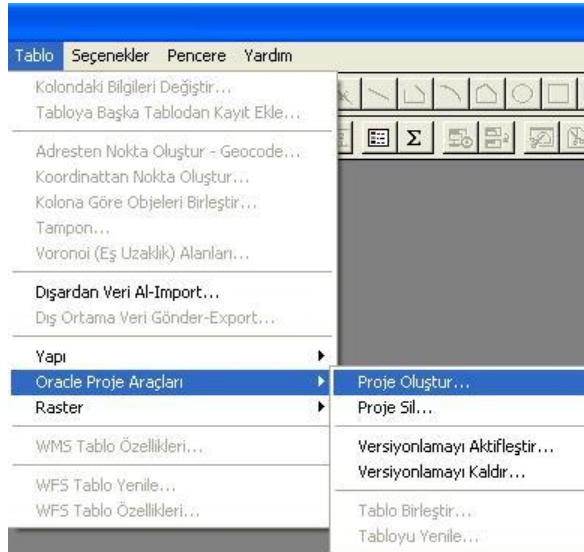 Tablo Seçenekler Pencere Yardım
Kolondaki Bilgileri Değiştir...
Tabloya Başka Tablodan Kayıt Ekle...
Adresten Nokta Oluştur - Geocode...
Koordinattan Nokta Oluştur...
Kolona Göre Objeleri Birleştir...
Tampon...
Voronoi (Eş Uzaklık) Alanları...
Dışardan Veri Al-Import...
Dış Ortama Veri Gönder-Export...
Yapı
Oracle Proje Araçları
Raster
WMS Tablo Özellikleri...
WFS Tablo Yenile...
WFS Tablo Özellikleri...
Proje Oluştur...
Proje Sil...
Versiyonlamayı Aktifleştir...
Versiyonlamayı Kaldır...
Tablo Birleştir...
Tabloyu Yenile...
Σ